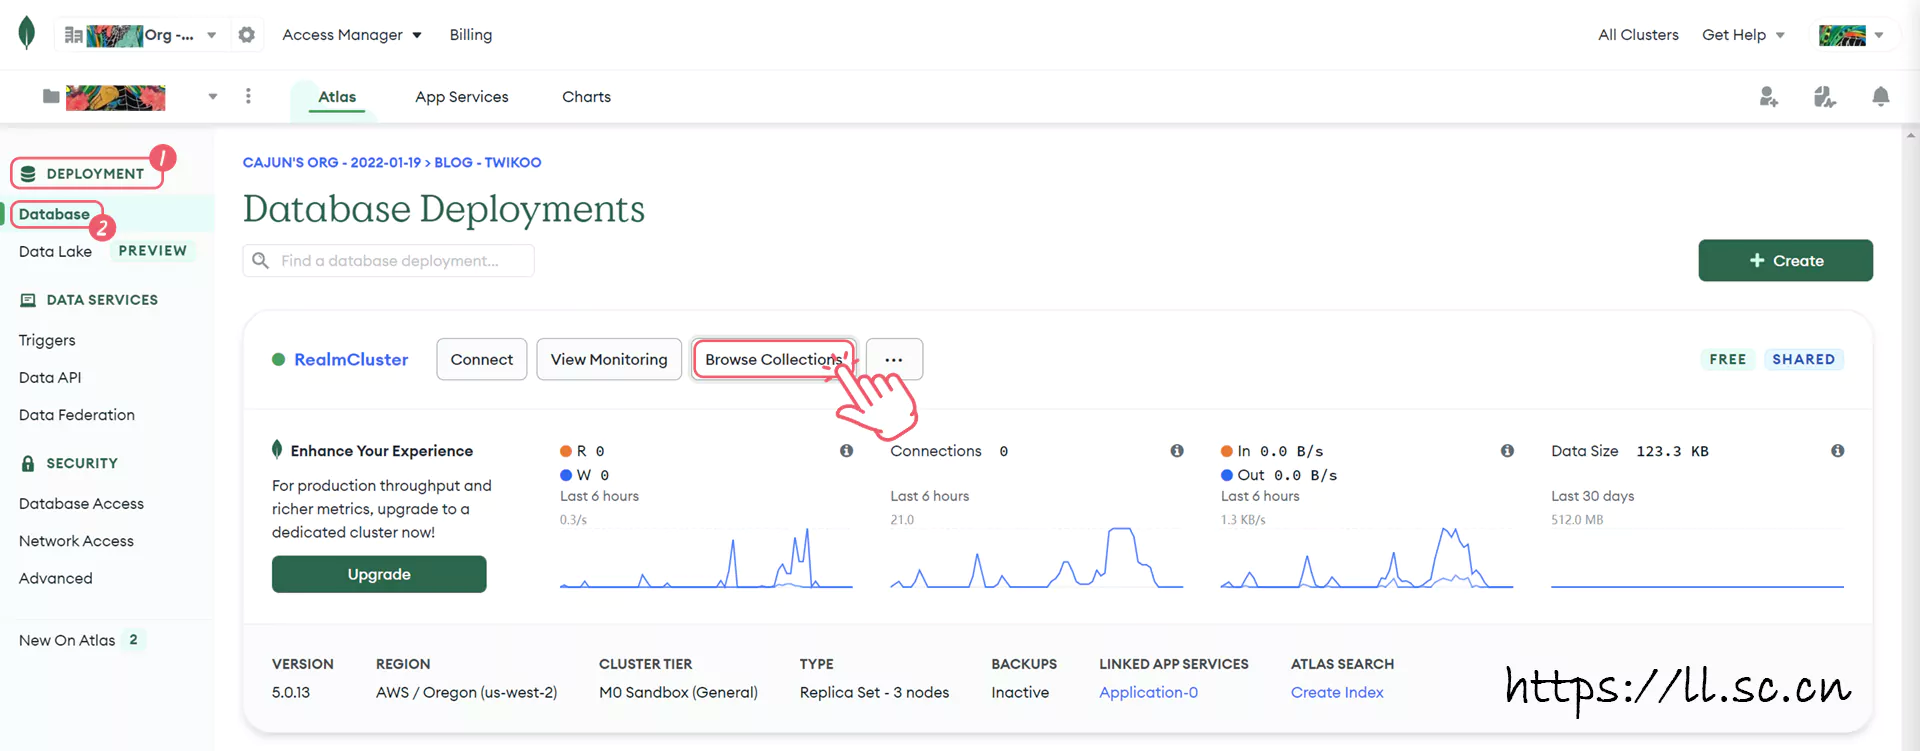 Org -...
Access Manager
Billing
All Clusters
Get Help
Atlas
App Services
Charts
DEPLOYMENT
1
Database
2
Data Lake
PREVIEW
DATA SERVICES
Triggers
Data API
Data Federation
SECURITY
Database Access
Network Access
Advanced
New On Atlas 2
CAJUN'S ORG - 2022-01-19 > BLOG - TWIKOO
Database Deployments
Find a database deployment...
+ Create
RealmCluster
Connect
View Monitoring
Browse Collections
...
FREE
SHARED
Enhance Your Experience
For production throughput and
richer metrics, upgrade to a
dedicated cluster now!
Upgrade
R 0
W 0
Last 6 hours
0.3/s
Connections 0
Last 6 hours
21.0
In 0.0 B/s
Out 0.0 B/s
Last 6 hours
1.3 KB/s
Data Size 123.3 KB
Last 30 days
512.0 MB
VERSION
5.0.13
REGION
AWS / Oregon (us-west-2)
CLUSTER TIER
M0 Sandbox (General)
TYPE
Replica Set - 3 nodes
BACKUPS
Inactive
LINKED APP SERVICES
Application-0
ATLAS SEARCH
Create Index
https://ll.sc.cn